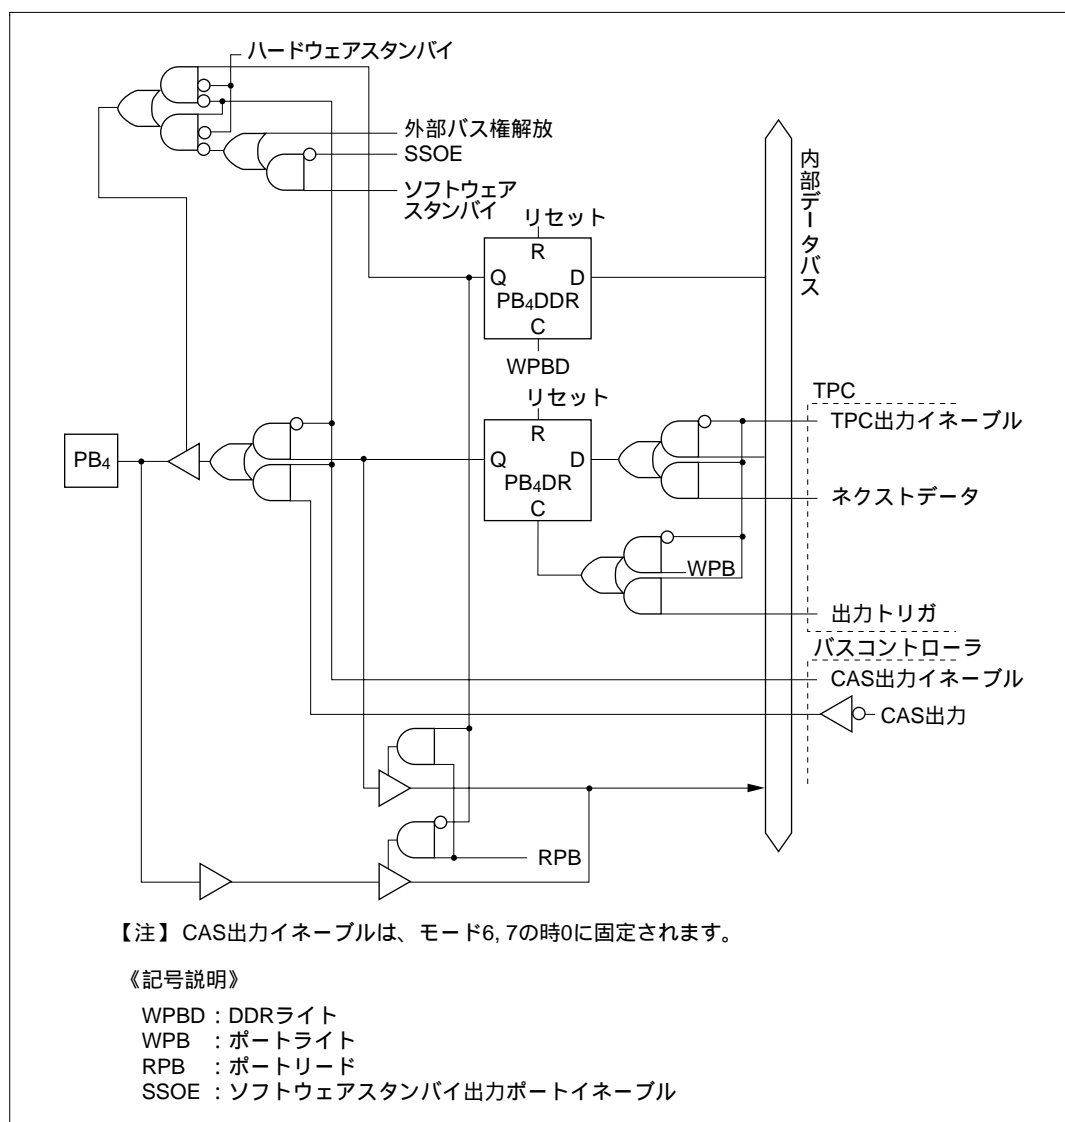 ハードウェアスタンバイ
外部バス権解放
SSOE
ソフトウェア
スタンバイ
内部データバス
リセット
R
Q D
PB4DDR
C
WPBD
リセット
R
Q D
PB4DR
C
TPC
TPC出力イネーブル
PB4
ネクストデータ
WPB
出力トリガ
バスコントローラ
CAS出力イネーブル
CAS出力
RPB
【注】 CAS出力イネーブルは、モード6, 7の時0に固定されます。
《記号説明》
WPBD : DDRライト
WPB : ポートライト
RPB : ポートリード
SSOE : ソフトウェアスタンバイ出力ポートイネーブル